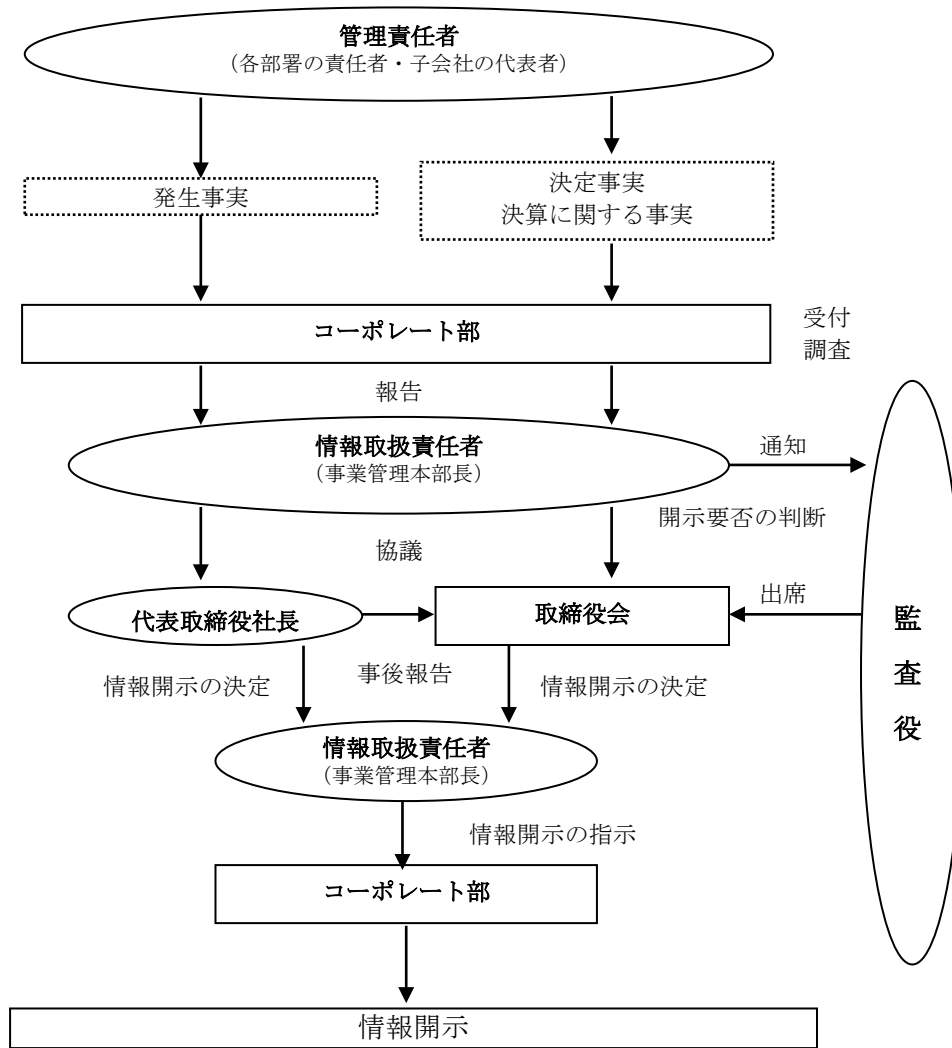 管理責任者
（各部署の責任者・子会社の代表者）
発生事実
決定事実
決算に関する事実
コーポレート部
受付
調査
報告
情報取扱責任者
（事業管理本部長）
通知
開示要否の判断
協議
代表取締役社長
取締役会
出席
監査役
情報開示の決定
事後報告
情報開示の決定
情報取扱責任者
（事業管理本部長）
情報開示の指示
コーポレート部
情報開示